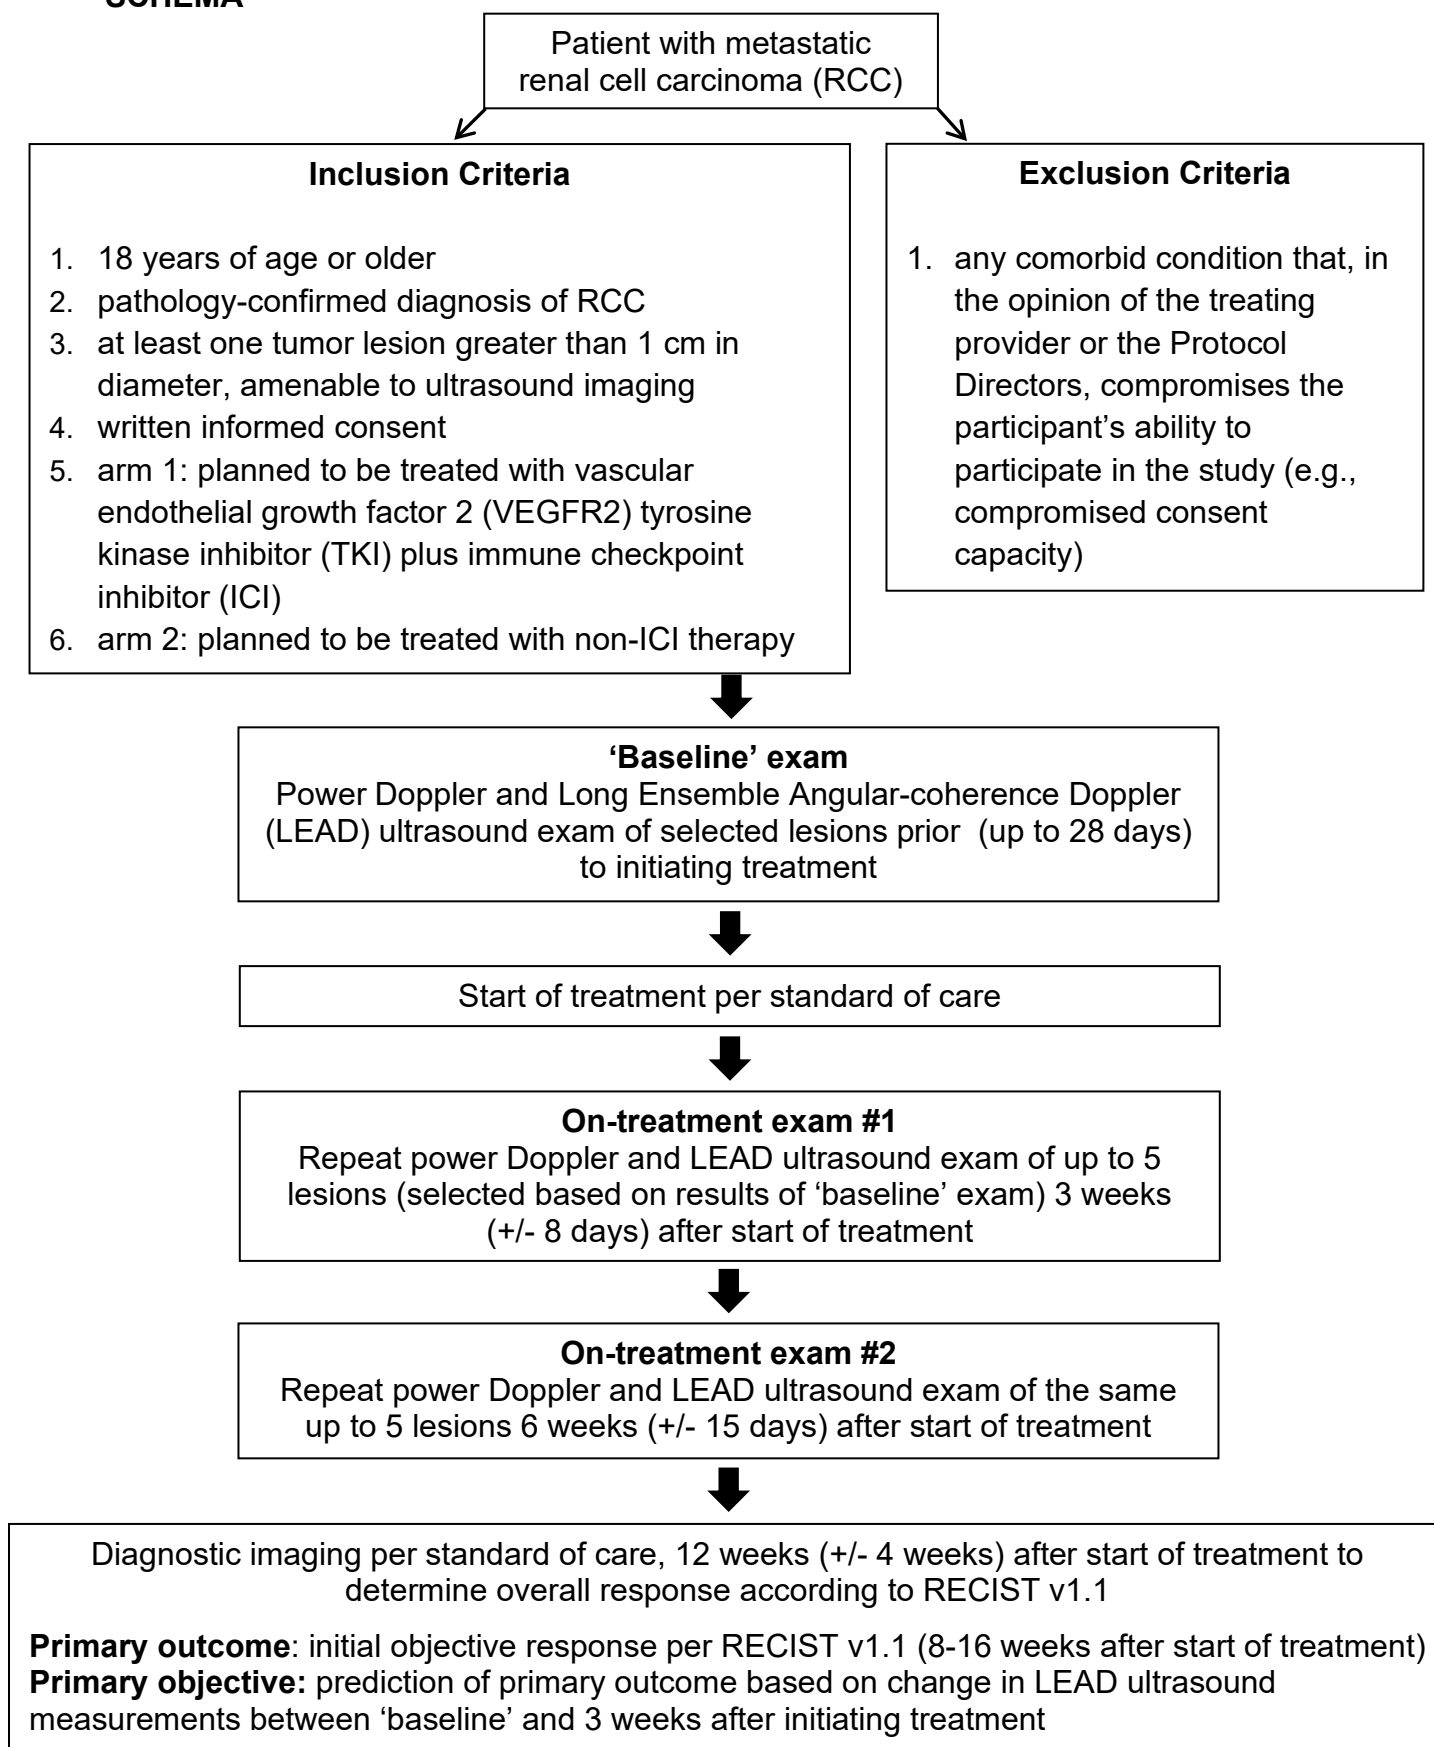 SCHEMA
Patient with metastatic
renal cell carcinoma (RCC)
Inclusion Criteria
1. 18 years of age or older
2. pathology-confirmed diagnosis of RCC
3. at least one tumor lesion greater than 1 cm in
diameter, amenable to ultrasound imaging
4. written informed consent
5. arm 1: planned to be treated with vascular
endothelial growth factor 2 (VEGFR2) tyrosine
kinase inhibitor (TKI) plus immune checkpoint
inhibitor (ICI)
6. arm 2: planned to be treated with non-ICI therapy
Exclusion Criteria
1. any comorbid condition that, in
the opinion of the treating
provider or the Protocol
Directors, compromises the
participant’s ability to
participate in the study (e.g.,
compromised consent
capacity)
‘Baseline’ exam
Power Doppler and Long Ensemble Angular-coherence Doppler
(LEAD) ultrasound exam of selected lesions prior  (up to 28 days)
to initiating treatment
Start of treatment per standard of care
On-treatment exam #1
Repeat power Doppler and LEAD ultrasound exam of up to 5
lesions (selected based on results of ‘baseline’ exam) 3 weeks
(+/- 8 days) after start of treatment
On-treatment exam #2
Repeat power Doppler and LEAD ultrasound exam of the same
up to 5 lesions 6 weeks (+/- 15 days) after start of treatment
Diagnostic imaging per standard of care, 12 weeks (+/- 4 weeks) after start of treatment to
determine overall response according to RECIST v1.1
Primary outcome: initial objective response per RECIST v1.1 (8-16 weeks after start of treatment)
Primary objective: prediction of primary outcome based on change in LEAD ultrasound
measurements between ‘baseline’ and 3 weeks after initiating treatment